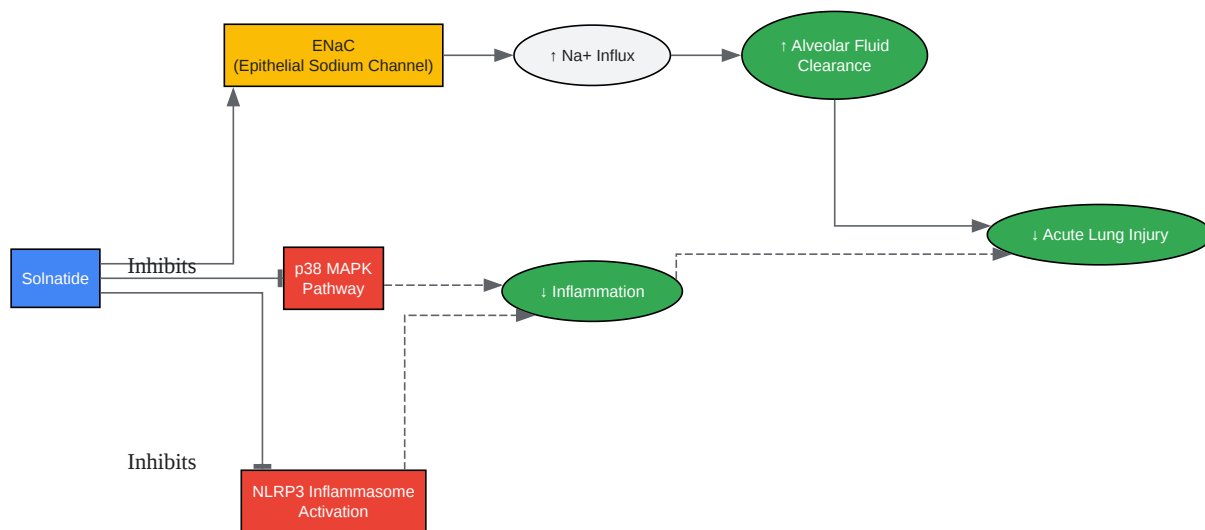 ENaC
(Epithelial Sodium Channel)
↑ Na+ Influx
↑ Alveolar Fluid
Clearance
Solnatide
Inhibits
p38 MAPK
Pathway
↓ Inflammation
↓ Acute Lung Injury
Inhibits
NLRP3 Inflammasome
Activation